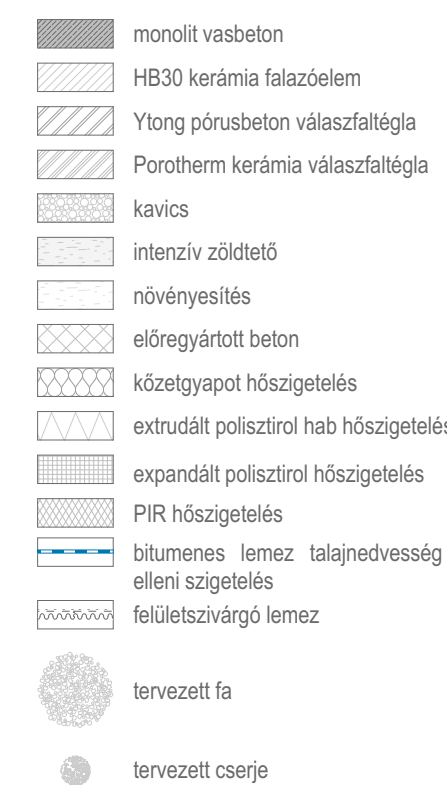 monolit vasbeton
HB30 kerámia falazóelem
Ytong pórusbeton válaszfaltégla
Porotherm kerámia válaszfaltégla
kavics
intenzív zöldtető
növényesítés
előregyártott beton
kőzetgyapot hőszigetelés
extrudált polisztirol hab hőszigetelés
expandált polisztirol hőszigetelés
PIR hőszigetelés
bitumenes lemez talajnedvesség
elleni szigetelés
felületszivárgó lemez
tervezett fa
tervezett cserje